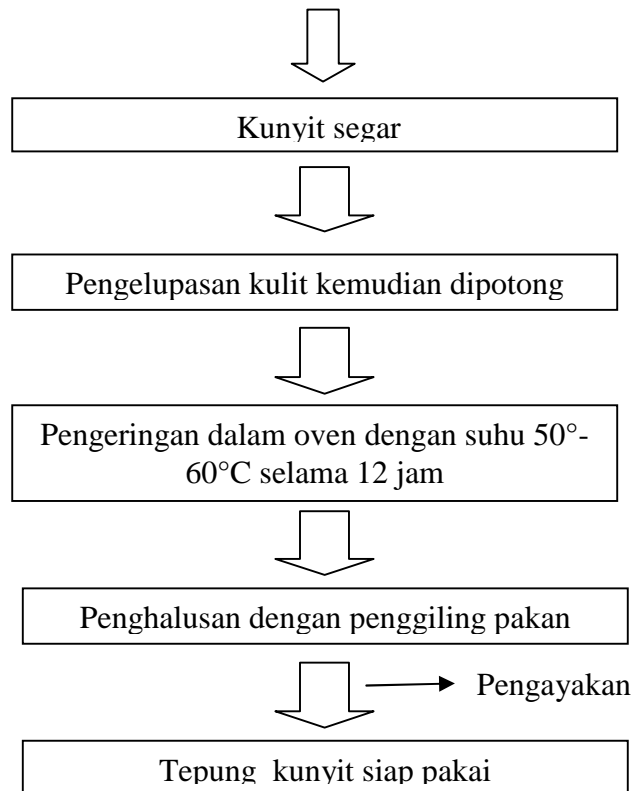 Kunyit segar
Pengelupasan kulit kemudian dipotong
Pengeringan dalam oven dengan suhu 50°-
60°C selama 12 jam
Penghalusan dengan penggiling pakan
Pengayakan
Tepung kunyit siap pakai